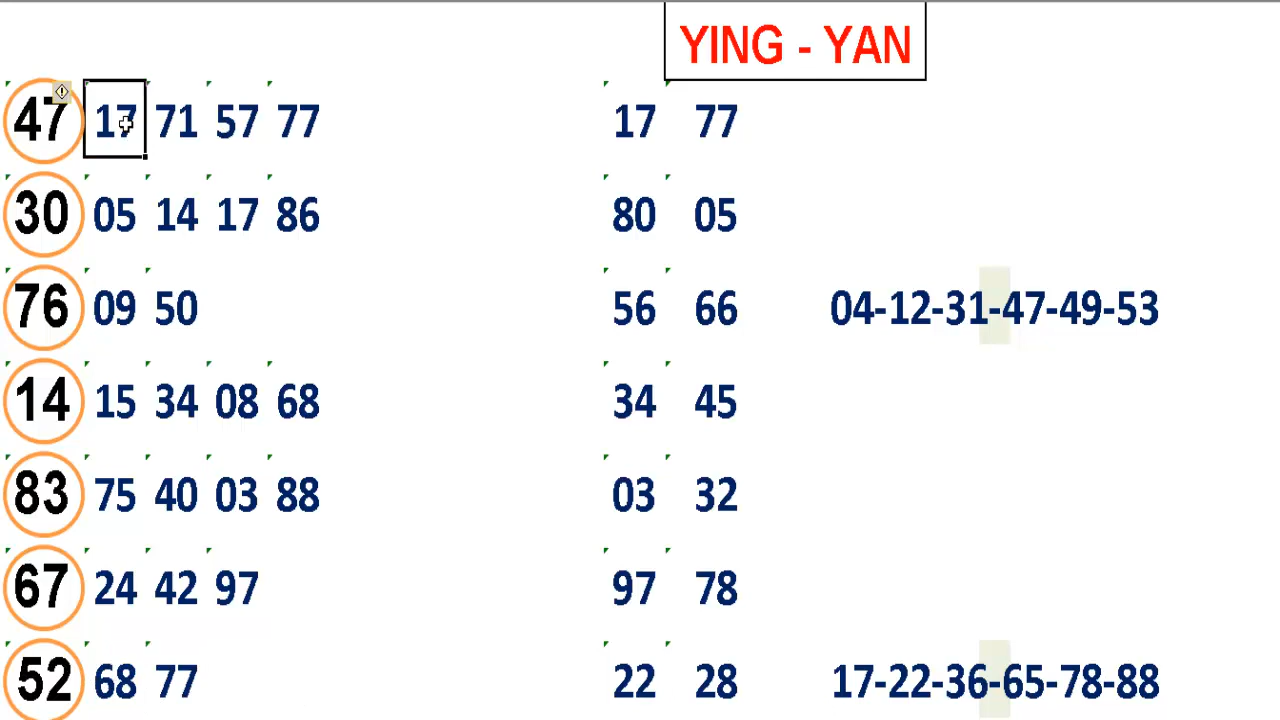 YING - YAN
47 17 71 57 77 17 77
30 05 14 17 86 80 05
76 09 50 56 66 04-12-31-47-49-53
14 15 34 08 68 34 45
83 75 40 03 88 03 32
67 24 42 97 97 78
52 68 77 22 28 17-22-36-65-78-88